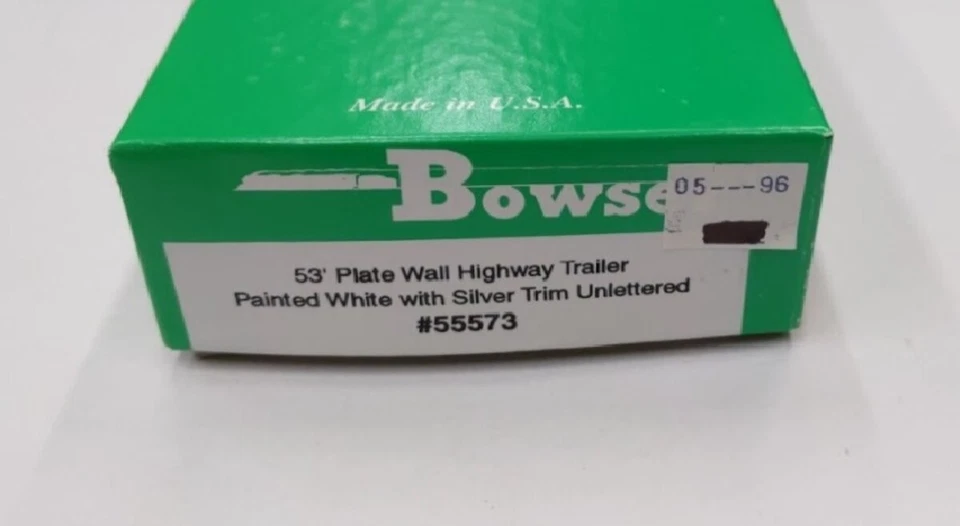 Made in U.S.A.
Bowse
05---96
53' Plate Wall Highway Trailer
Painted White with Silver Trim Unlettered
#55573